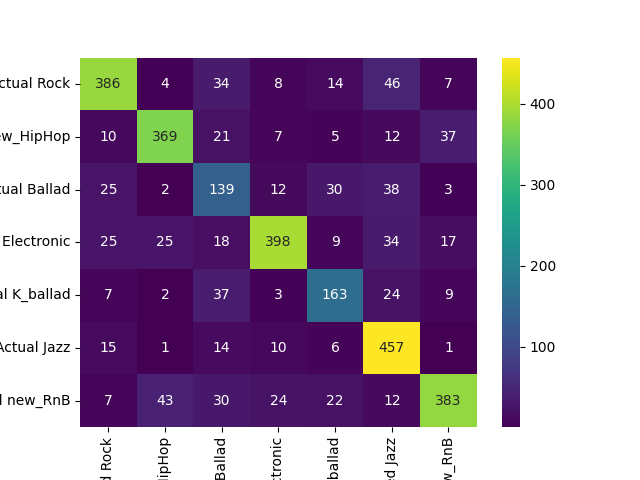 ctual Rock 386 4 34 8 14 46 7
ew_HipHop 10 369 21 7 5 12 37
tual Ballad 25 2 139 12 30 38 3
Electronic 25 25 18 398 9 34 17
al K_ballad 7 2 37 3 163 24 9
Actual Jazz 15 1 14 10 6 457 1
l new_RnB 7 43 30 24 22 12 383
d Rock
HipHop
Ballad
ctronic
ballad
ed Jazz
w_RnB
400
300
200
100